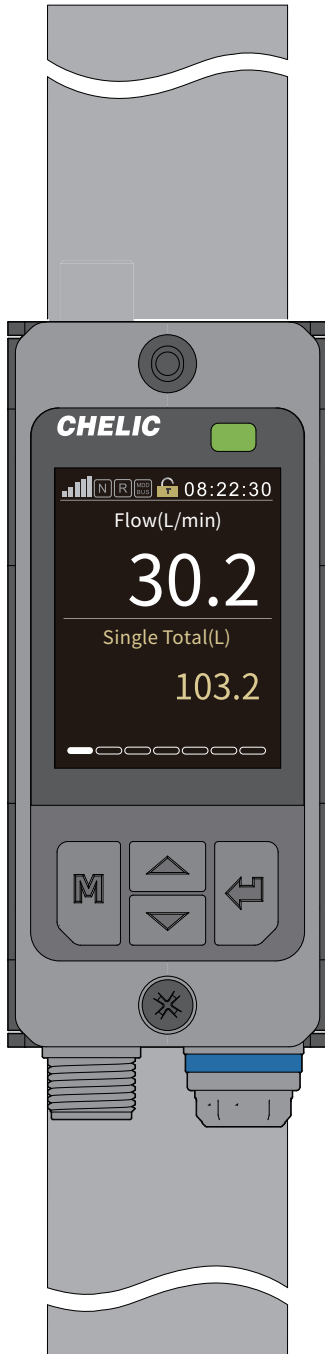 CHELIC
N R MOD BUS 08:22:30
Flow(L/min)
30.2
Single Total(L)
103.2
M